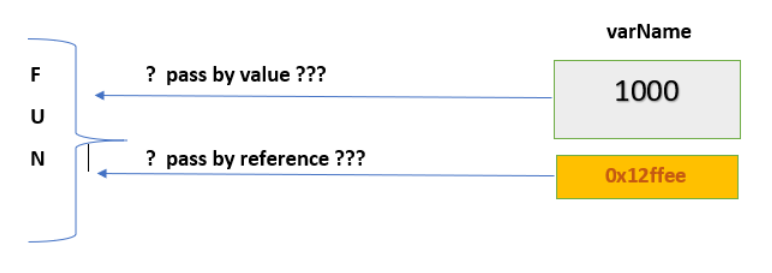 varName
F
U
N
? pass by value ???
1000
? pass by reference ???
0x12ffee